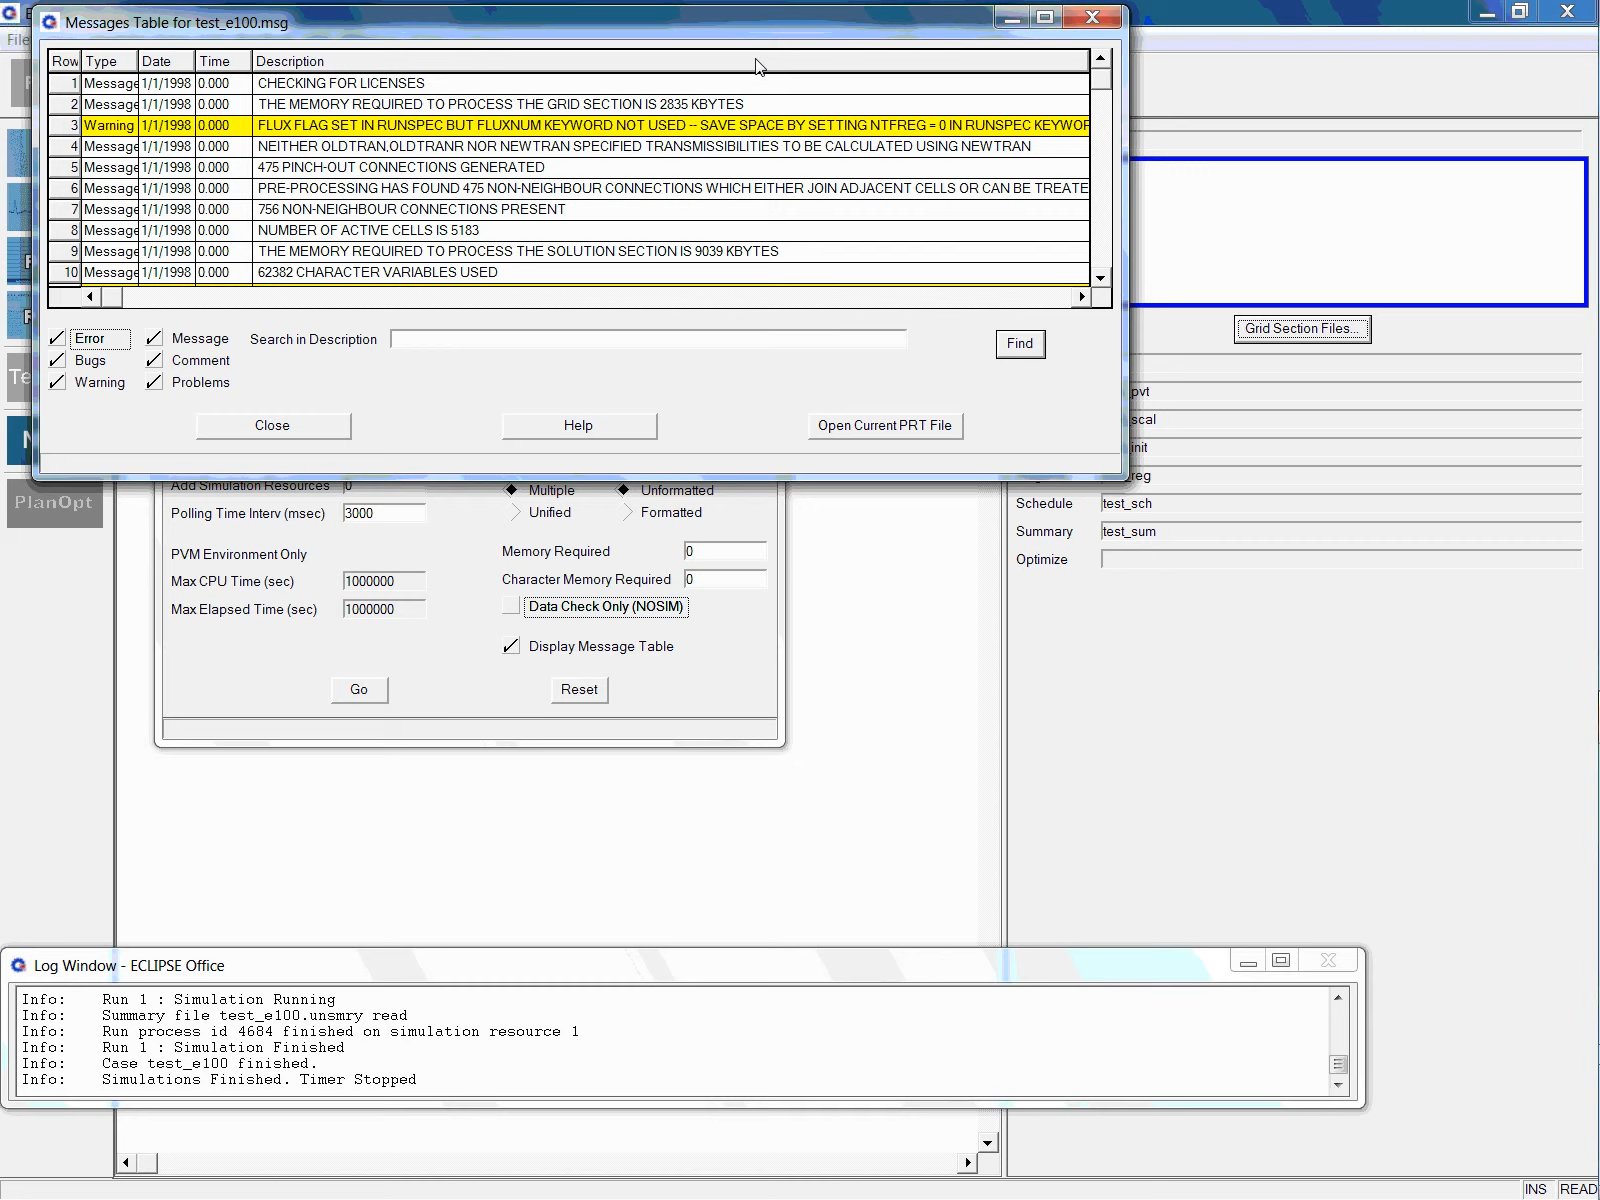 Messages Table for test_e100.msg
File
Row Type Date Time Description
1 Message 1/1/1998 0.000 CHECKING FOR LICENSES
2 Message 1/1/1998 0.000 THE MEMORY REQUIRED TO PROCESS THE GRID SECTION IS 2835 KBYTES
3 Warning 1/1/1998 0.000 FLUX FLAG SET IN RUNSPEC BUT FLUXNUM KEYWORD NOT USED -- SAVE SPACE BY SETTING NTFREG = 0 IN RUNSPEC KEYWOR
4 Message 1/1/1998 0.000 NEITHER OLDTRAN,OLDTRANR NOR NEWTRAN SPECIFIED TRANSMISSIBILITIES TO BE CALCULATED USING NEWTRAN
5 Message 1/1/1998 0.000 475 PINCH-OUT CONNECTIONS GENERATED
6 Message 1/1/1998 0.000 PRE-PROCESSING HAS FOUND 475 NON-NEIGHBOUR CONNECTIONS WHICH EITHER JOIN ADJACENT CELLS OR CAN BE TREATE
7 Message 1/1/1998 0.000 756 NON-NEIGHBOUR CONNECTIONS PRESENT
8 Message 1/1/1998 0.000 NUMBER OF ACTIVE CELLS IS 5183
9 Message 1/1/1998 0.000 THE MEMORY REQUIRED TO PROCESS THE SOLUTION SECTION IS 9039 KBYTES
10 Message 1/1/1998 0.000 62382 CHARACTER VARIABLES USED
Error Message Search in Description Find
Bugs Comment
Warning Problems
Close Help Open Current PRT File
Grid Section Files...
pvt
scal
init
reg
Schedule test_sch
Summary test_sum
Optimize
Te
PlanOpt
Add Simulation Resources 0 Multiple Unformatted
Polling Time Interv (msec) 3000 Unified Formatted
PVM Environment Only Memory Required 0
Max CPU Time (sec) 1000000 Character Memory Required 0
Max Elapsed Time (sec) 1000000 Data Check Only (NOSIM)
Display Message Table
Go Reset
Log Window - ECLIPSE Office
Info: Run 1 : Simulation Running
Info: Summary file test_e100.unsmry read
Info: Run process id 4684 finished on simulation resource 1
Info: Run 1 : Simulation Finished
Info: Case test_e100 finished.
Info: Simulations Finished. Timer Stopped
INS READ